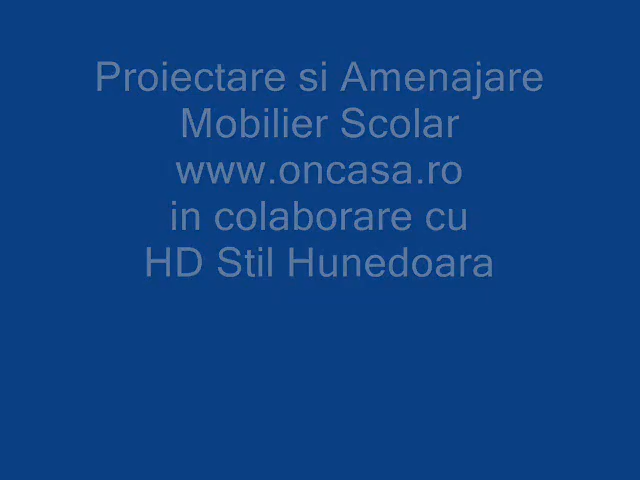 Proiectare si Amenajare
Mobilier Scolar
www.oncasa.ro
in colaborare cu
HD Stil Hunedoara